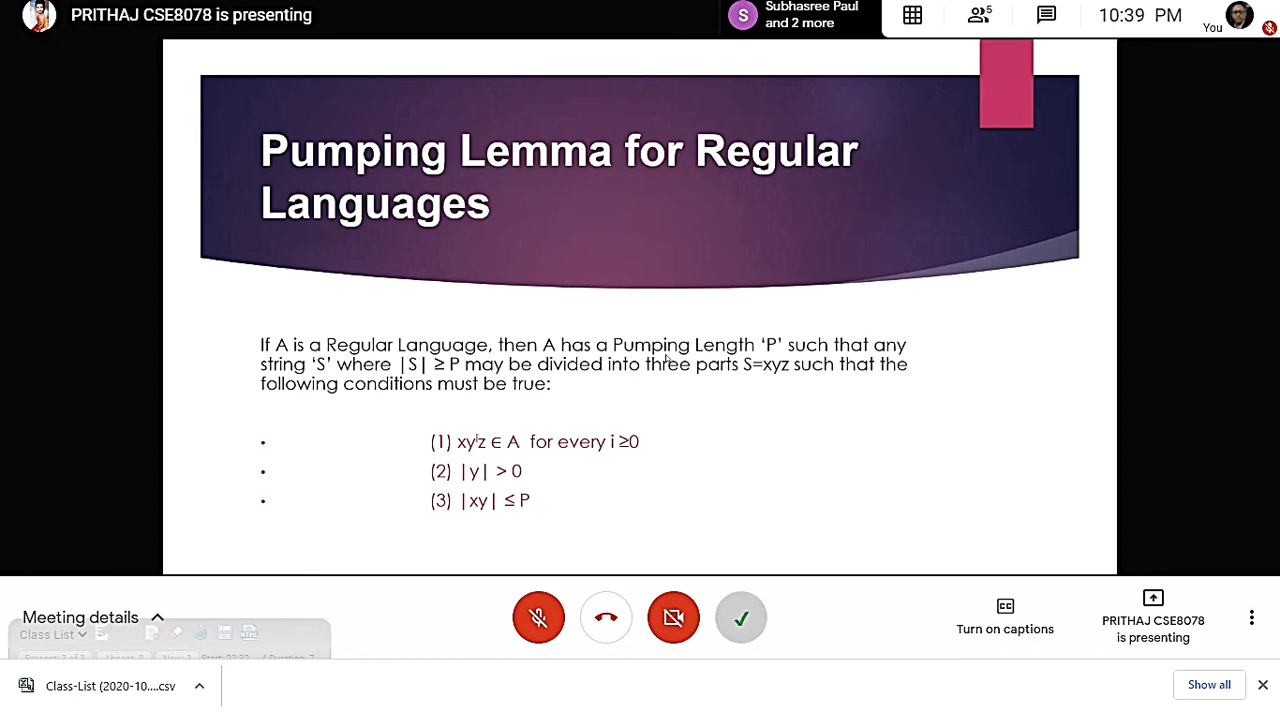 PRITHAJ CSE8078 is presenting
S
Subhasree Paul
and 2 more
5
10:39 PM
You
Pumping Lemma for Regular
Languages
If A is a Regular Language, then A has a Pumping Length ‘P’ such that any
string ‘S’ where |S| ≥ P may be divided into three parts S=xyz such that the
following conditions must be true:
• (1) xyⁱz ∈ A for every i ≥0
• (2) |y| > 0
• (3) |xy| ≤ P
Meeting details
Class List
HTML
CC
Turn on captions
PRITHAJ CSE8078
is presenting
Class-List (2020-10....csv
Show all